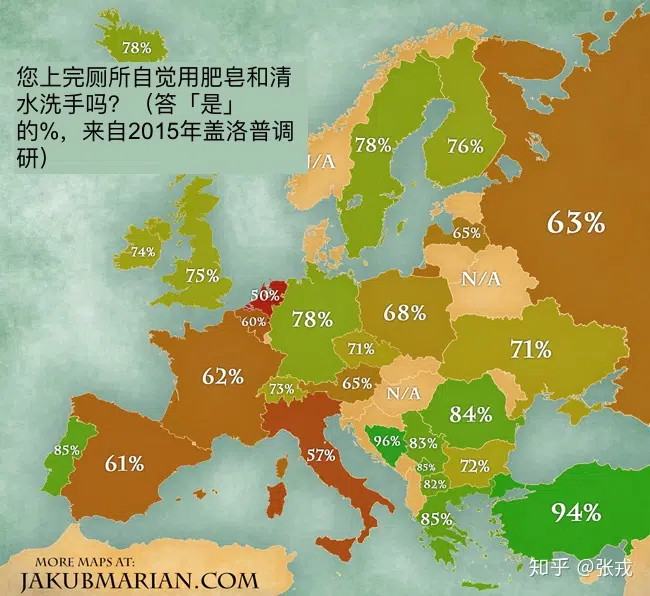 78%
您上完厕所自觉用肥皂和清
水洗手吗？（答「是」
的%，来自2015年盖洛普调
研）
/A
78%
76%
63%
65%
74%
75%
N/A
50%
60%
78%
68%
71%
71%
62%
73%
65%
N/A
84%
85%
61%
57%
96%
83%
85%
72%
82%
85%
94%
MORE MAPS AT:
JAKUBMARIAN.COM
知乎 @张戎